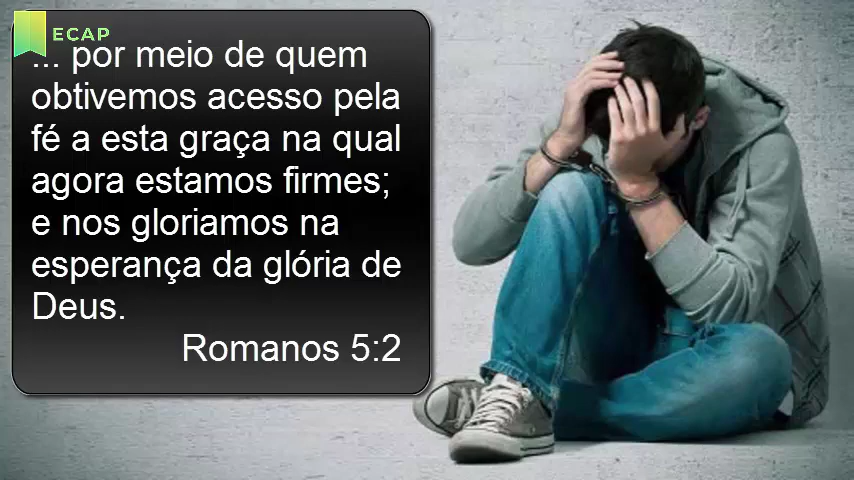 ECAP
... por meio de quem
obtivemos acesso pela
fé a esta graça na qual
agora estamos firmes;
e nos gloriamos na
esperança da glória de
Deus.
Romanos 5:2